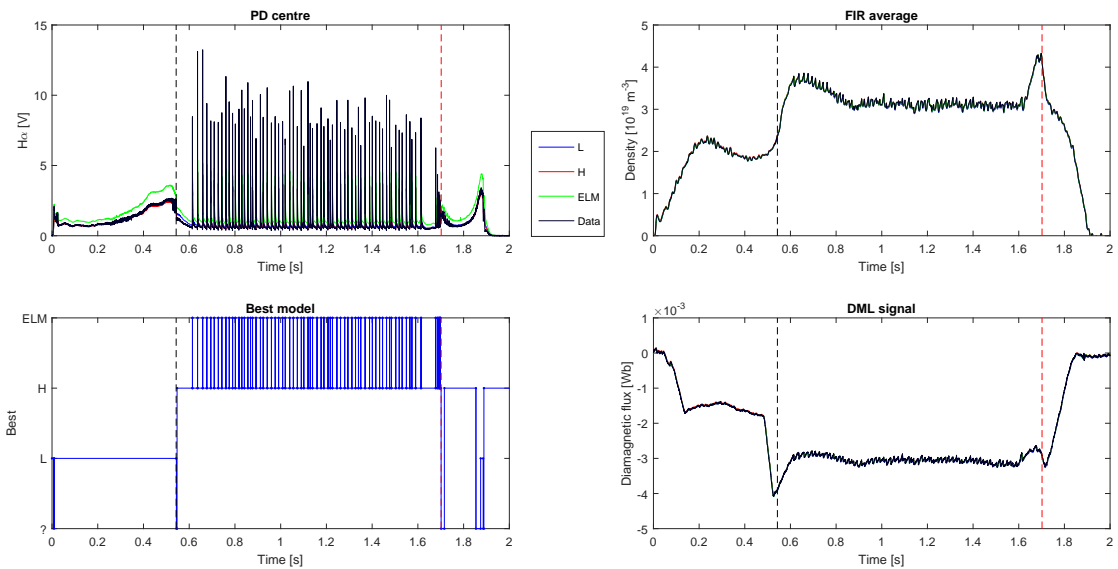 PD centre
15
10
5
0
Hα [V]
0 0.2 0.4 0.6 0.8 1 1.2 1.4 1.6 1.8 2
Time [s]
L
H
ELM
Data
FIR average
5
4
3
2
1
0
Density [10^19 m^-3]
0 0.2 0.4 0.6 0.8 1 1.2 1.4 1.6 1.8 2
Time [s]
Best model
ELM
H
L
?
Best
0 0.2 0.4 0.6 0.8 1 1.2 1.4 1.6 1.8 2
Time [s]
DML signal
×10^-3
1
0
-1
-2
-3
-4
-5
Diamagnetic flux [Wb]
0 0.2 0.4 0.6 0.8 1 1.2 1.4 1.6 1.8 2
Time [s]